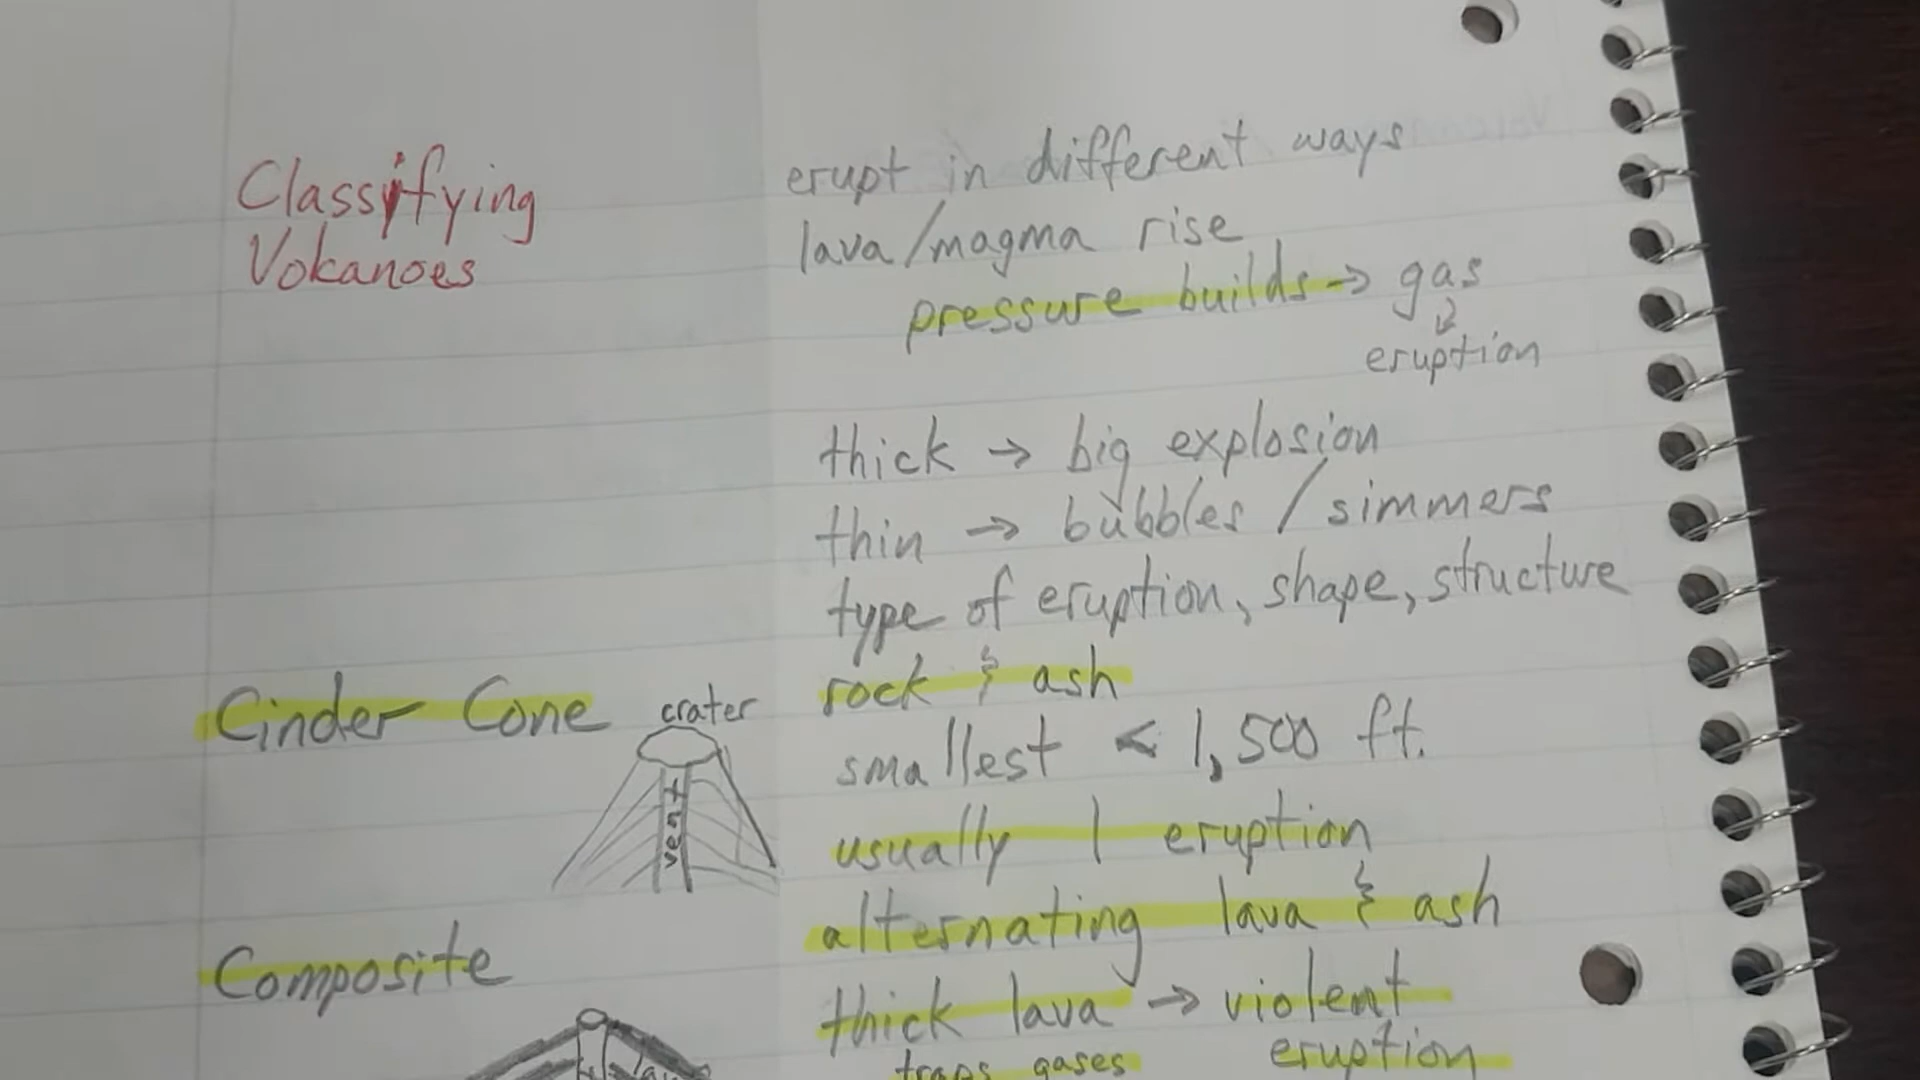 Classifying
Volcanoes
erupt in different ways
lava/magma rise
pressure builds → gas
↓
eruption
thick → big explosion
thin → bubbles / simmers
type of eruption, shape, structure
Cinder Cone
crater
vent
rock & ash
smallest < 1,500 ft.
usually 1 eruption
Composite
alternating lava & ash
thick lava → violent
traps gases
eruption